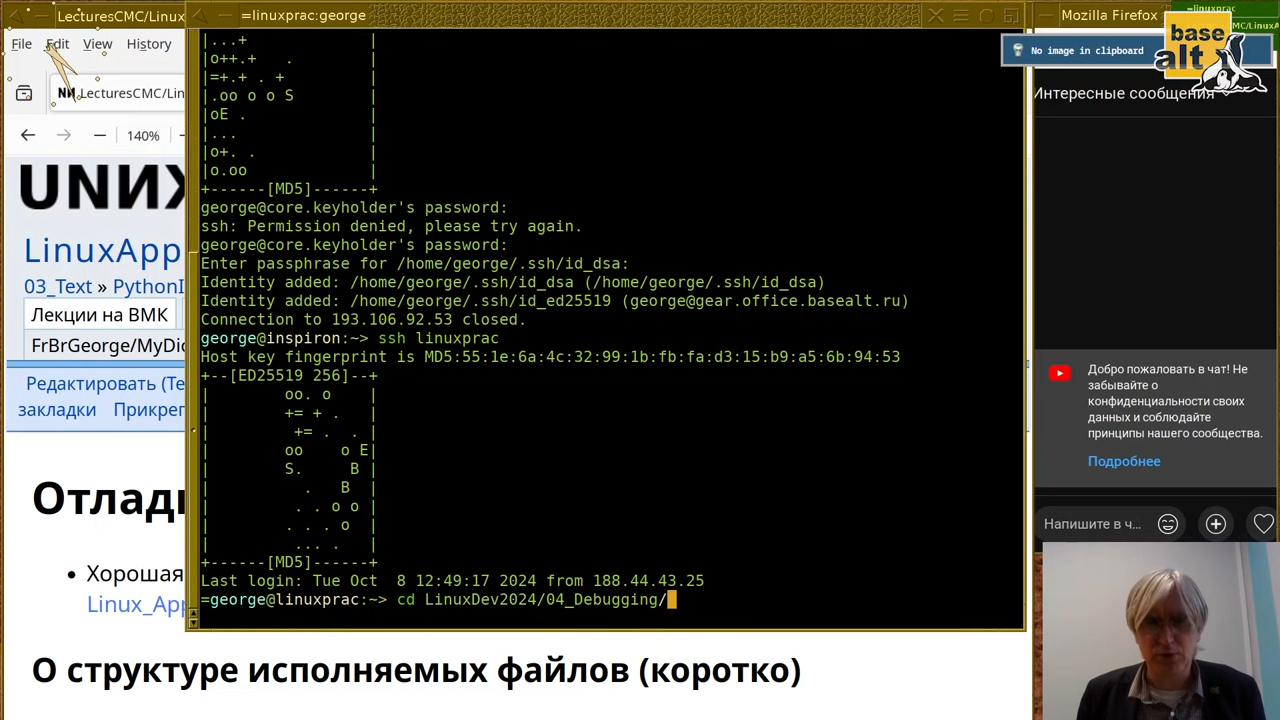 LecturesCMC/Linux
=linuxprac:george
Mozilla Firefox
=linuxprac
CMC/Lin
File Edit View History
No image in clipboard
base
alt
LecturesCMC/Lin
Интересные сообщения
140%
UNИX
LinuxApp
03_Text » PythonI
Лекции на ВМК
FrBrGeorge/MyDic
Редактировать (Те
закладки Прикреп
|...+ |
|o++.+ . |
|=+.+ . + |
|.oo o o S |
|oE . |
|... |
|o+. . |
|o.oo |
+------[MD5]------+
george@core.keyholder's password:
ssh: Permission denied, please try again.
george@core.keyholder's password:
Enter passphrase for /home/george/.ssh/id_dsa:
Identity added: /home/george/.ssh/id_dsa (/home/george/.ssh/id_dsa)
Identity added: /home/george/.ssh/id_ed25519 (george@gear.office.basealt.ru)
Connection to 193.106.92.53 closed.
george@inspiron:~> ssh linuxprac
Host key fingerprint is MD5:55:1e:6a:4c:32:99:1b:fb:fa:d3:15:b9:a5:6b:94:53
+--[ED25519 256]--+
| oo. o |
| += + . |
| += . . |
| oo o E|
| S. B |
| . B |
| . . o o |
| . . . o |
| ... . |
+------[MD5]------+
Last login: Tue Oct  8 12:49:17 2024 from 188.44.43.25
=george@linuxprac:~> cd LinuxDev2024/04_Debugging/
Добро пожаловать в чат! Не
забывайте о
конфиденциальности своих
данных и соблюдайте
принципы нашего сообщества.
Подробнее
Напишите в ч...
Отлад
• Хорошая
Linux_App
О структуре исполняемых файлов (коротко)